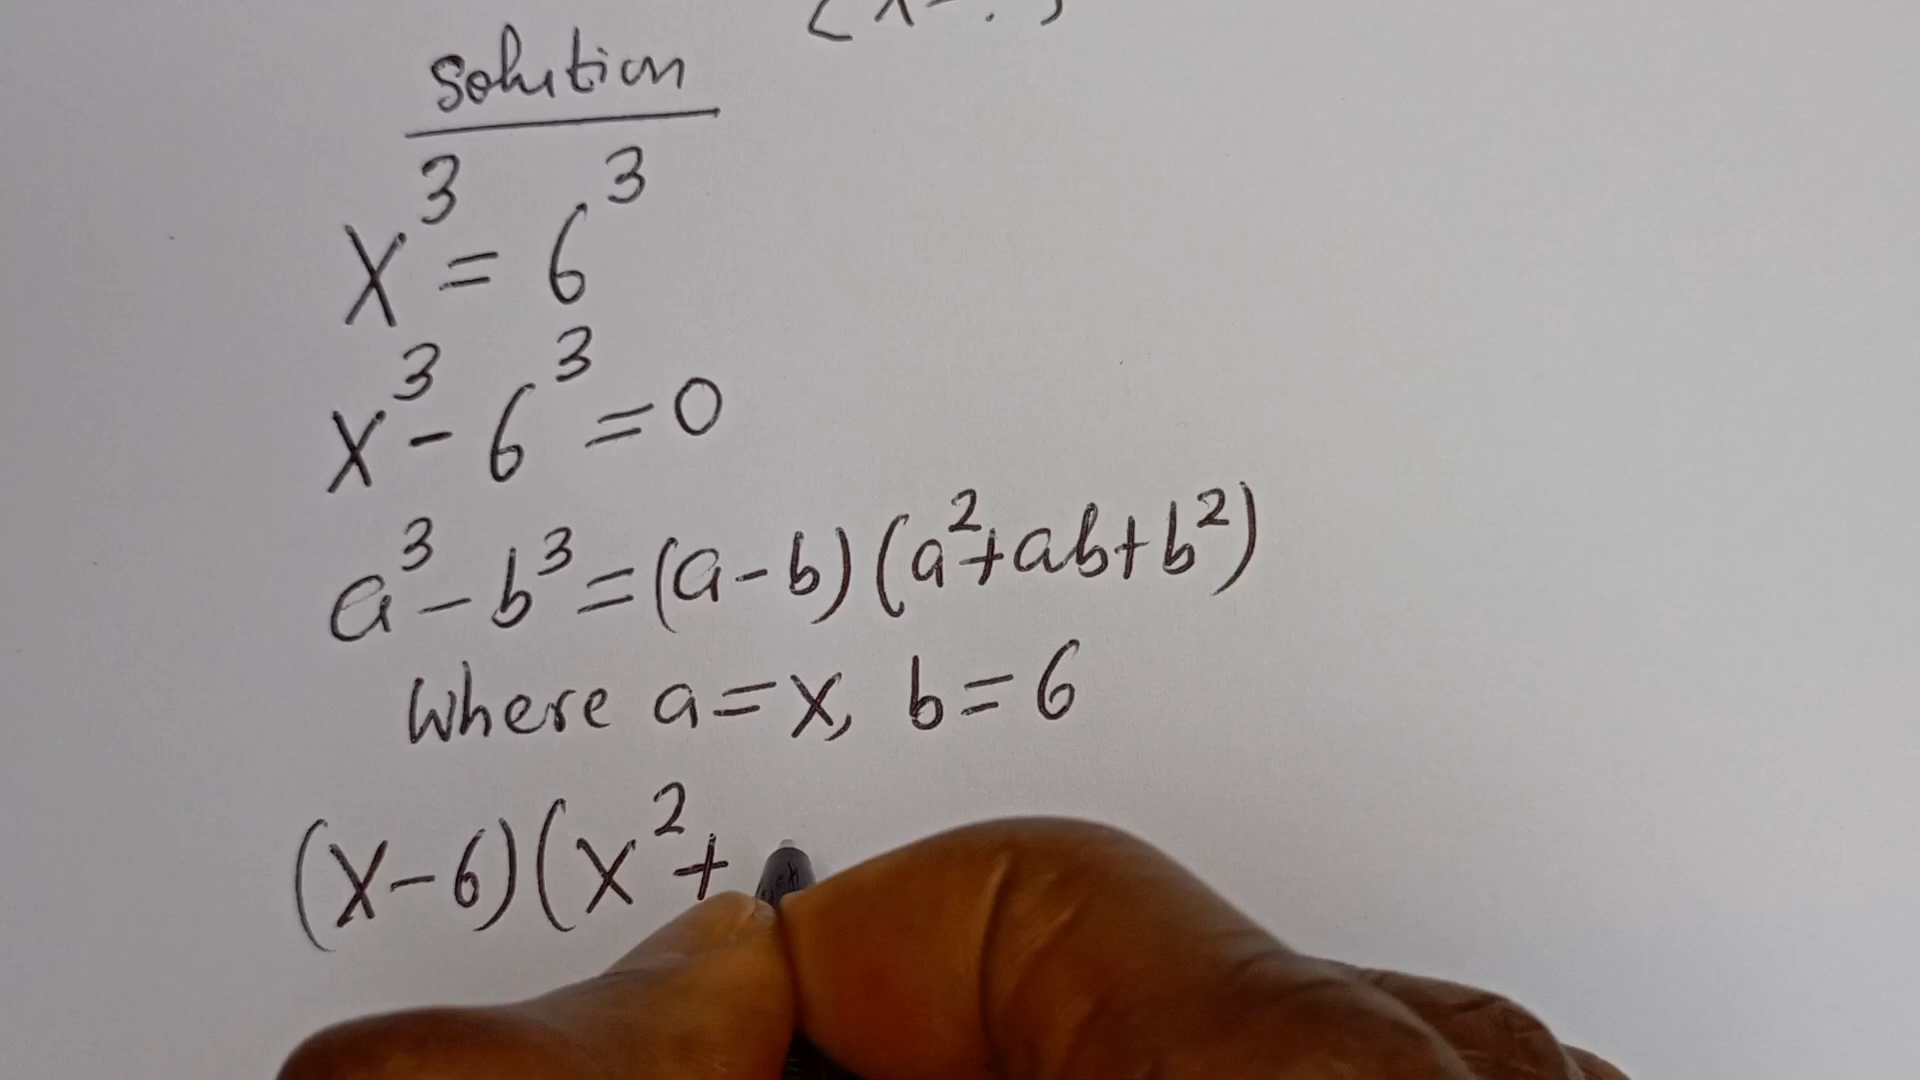 Solution
x³ = 6³
x³ - 6³ = 0
a³ - b³ = (a - b) (a² + ab + b²)
Where a = x, b = 6
(x - 6) (x² +